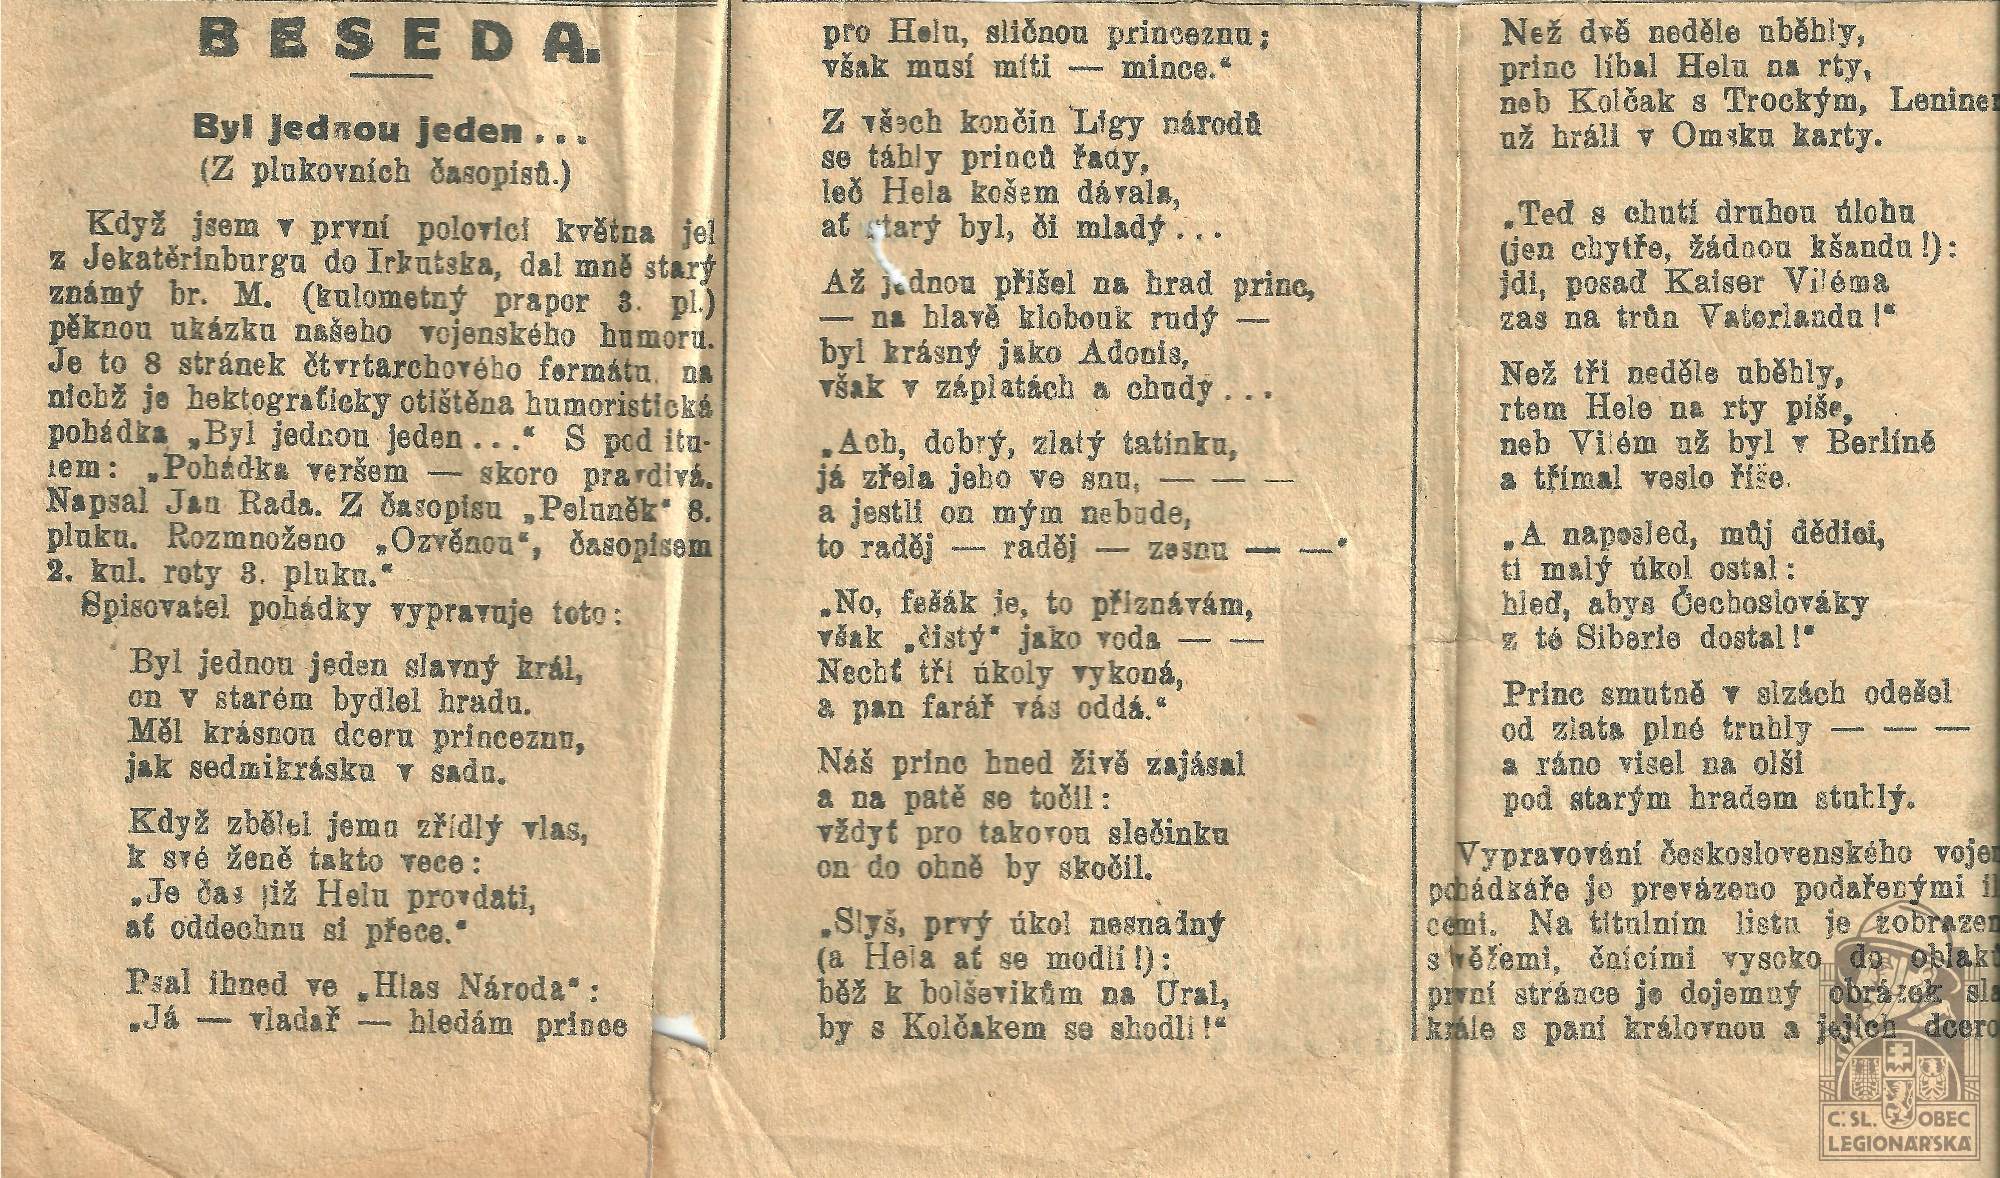 BESEDA.
Byl jednou jeden...
(Z plukovních časopisů.)
Když jsem v první polovici května jel
z Jekatěrinburgu do Irkutska, dal mně starý
známý br. M. (kulometný prapor 3. pl.)
pěknou ukázku našeho vojenského humoru.
Je to 8 stránek čtvrtarchového formátu, na
nichž je hektograficky otištěna humoristická
pohádka „Byl jednou jeden...“ S pod itu-
lem: „Pohádka veršem — skoro pravdivá.
Napsal Jan Rada. Z časopisu „Peluněk“ 8.
pluku. Rozmnoženo „Ozvěnou“, časopisem
2. kul. roty 3. pluku.“
Spisovatel pohádky vypravuje toto:
Byl jednou jeden slavný král,
on v starém bydlel hradu.
Měl krásnou dceru princeznu,
jak sedmikrásku v sadu.
Když zbělel jemu zřídlý vlas,
k své ženě takto vece:
„Je čas již Helu provdati,
ať oddechnu si přece.“
Psal ihned ve „Hlas Národa“:
„Já — vladař — hledám prince
pro Helu, sličnou princeznu;
však musí míti — mince.“
Z všech končin Ligy národů
se táhly princů řady,
leč Hela košem dávala,
ať starý byl, či mladý...
Až jednou přišel na hrad princ,
— na hlavě klobouk rudý —
byl krásný jako Adonis,
však v záplatách a chudý...
„Ach, dobrý, zlatý tatínku,
já zřela jeho ve snu, — — —
a jestli on mým nebude,
to raděj — raděj — zesnu — —“
„No, fešák je, to přiznávám,
však „čistý“ jako voda — —
Nechť tři úkoly vykoná,
a pan farář vás oddá.“
Náš princ hned živě zajásal
a na patě se točil:
vždyť pro takovou slečinku
on do ohně by skočil.
„Slyš, prvý úkol nesnadný
(a Hela ať se modlí!):
běž k bolševikům na Ural,
by s Kolčakem se shodli!“
Než dvě neděle uběhly,
princ líbal Helu na rty,
neb Kolčak s Trockým, Leninem
už hráli v Omsku karty.
„Teď s chutí druhou úlohu
(jen chytře, žádnou kšandu!):
jdi, posaď Kaiser Viléma
zas na trůn Vaterlandu!“
Než tři neděle uběhly,
rtem Hele na rty píše,
neb Vilém už byl v Berlíně
a třímal veslo říše.
„A naposled, můj dědici,
ti malý úkol ostal:
hleď, abys Čechoslováky
z té Siberie dostal!“
Princ smutně v slzách odešel
od zlata plné truhly — — —
a ráno visel na olši
pod starým hradem stuhlý.
Vypravování československého vojen
pohádkáře je prevázeno podařenými il
cemi. Na titulním listu je zobrazen
s věžemi, čnícími vysoko do oblaků
první stránce je dojemný obrázek sla
krále s paní královnou a jejich dcero
Č. SL. OBEC
LEGIONÁŘSKÁ